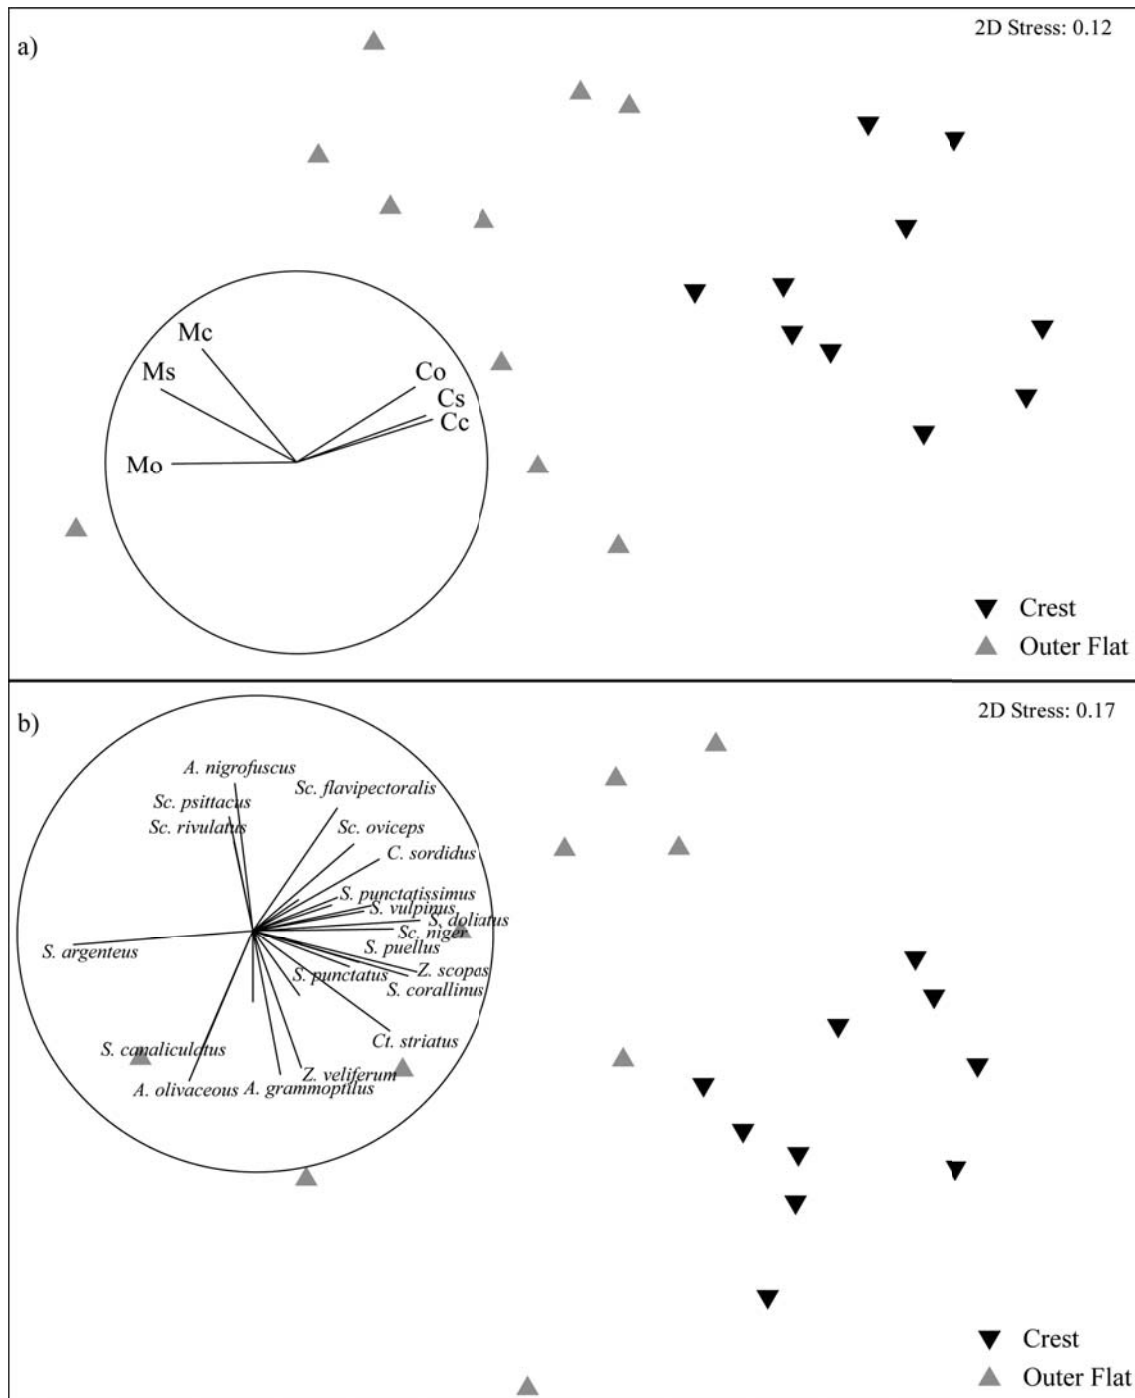 a)
2D Stress: 0.12
Mc
Ms
Mo
Co
Cs
Cc
Crest
Outer Flat
b)
2D Stress: 0.17
A. nigrofuscus
Sc. flavipectoralis
Sc. psittacus
Sc. rivulatus
Sc. oviceps
C. sordidus
S. punctatissimus
S. vulpinus
S. doliatus
Sc. niger
S. argenteus
S. puellus
S. punctatus
Z. scopas
S. corallinus
Ct. striatus
S. canaliculatus
Z. veliferum
A. olivaceous
A. grammoptilus
Crest
Outer Flat